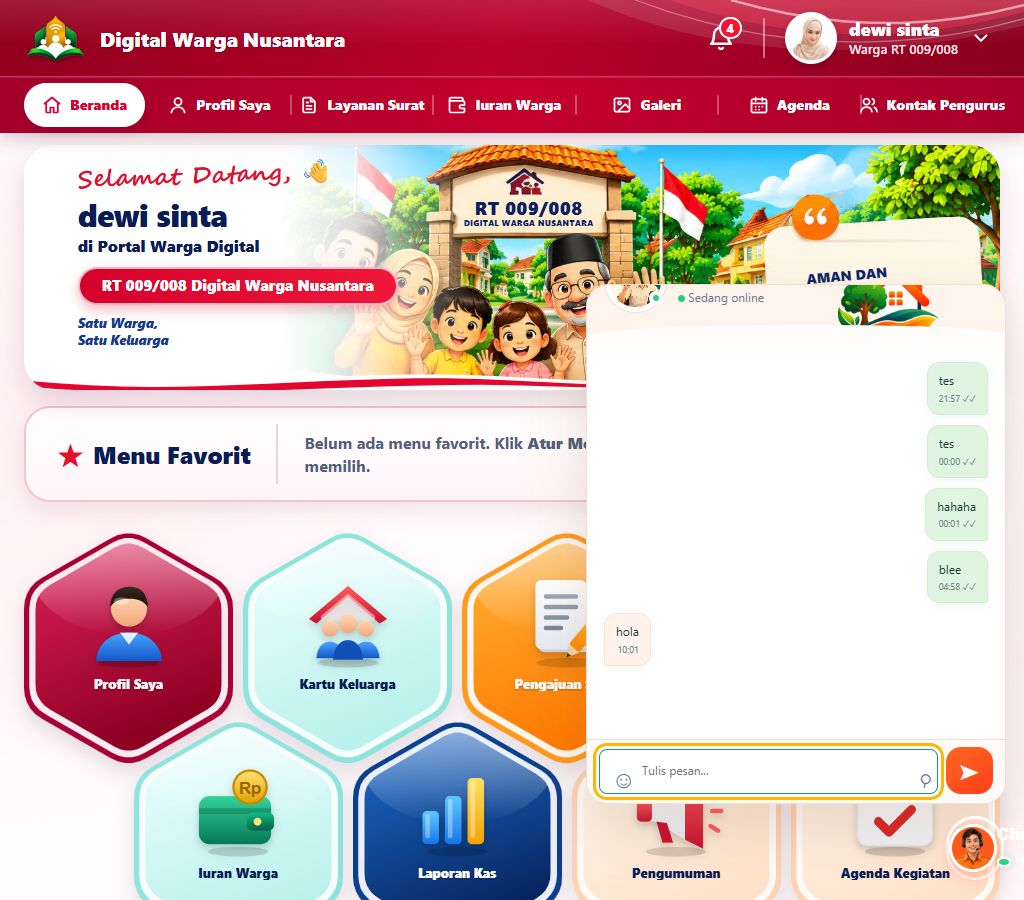 Digital Warga Nusantara
4
dewi sinta
Warga RT 009/008
Beranda
Profil Saya
Layanan Surat
Iuran Warga
Galeri
Agenda
Kontak Pengurus
Selamat Datang,
dewi sinta
di Portal Warga Digital
RT 009/008 Digital Warga Nusantara
Satu Warga,
Satu Keluarga
RT 009/008
DIGITAL WARGA NUSANTARA
AMAN DAN
Menu Favorit
Belum ada menu favorit. Klik Atur
memilih.
Sedang online
tes
21:57
tes
00:00
hahaha
00:01
blee
04:58
hola
10:01
Tulis pesan...
Profil Saya
Kartu Keluarga
Pengajuan
Rp
Iuran Warga
Laporan Kas
Pengumuman
Agenda Kegiatan